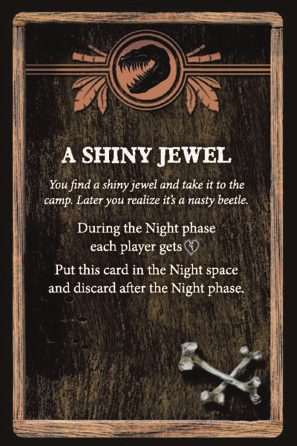 A SHINY JEWEL
You find a shiny jewel and take it to the
camp. Later you realize it's a nasty beetle.
During the Night phase
each player gets
Put this card in the Night space
and discard after the Night phase.